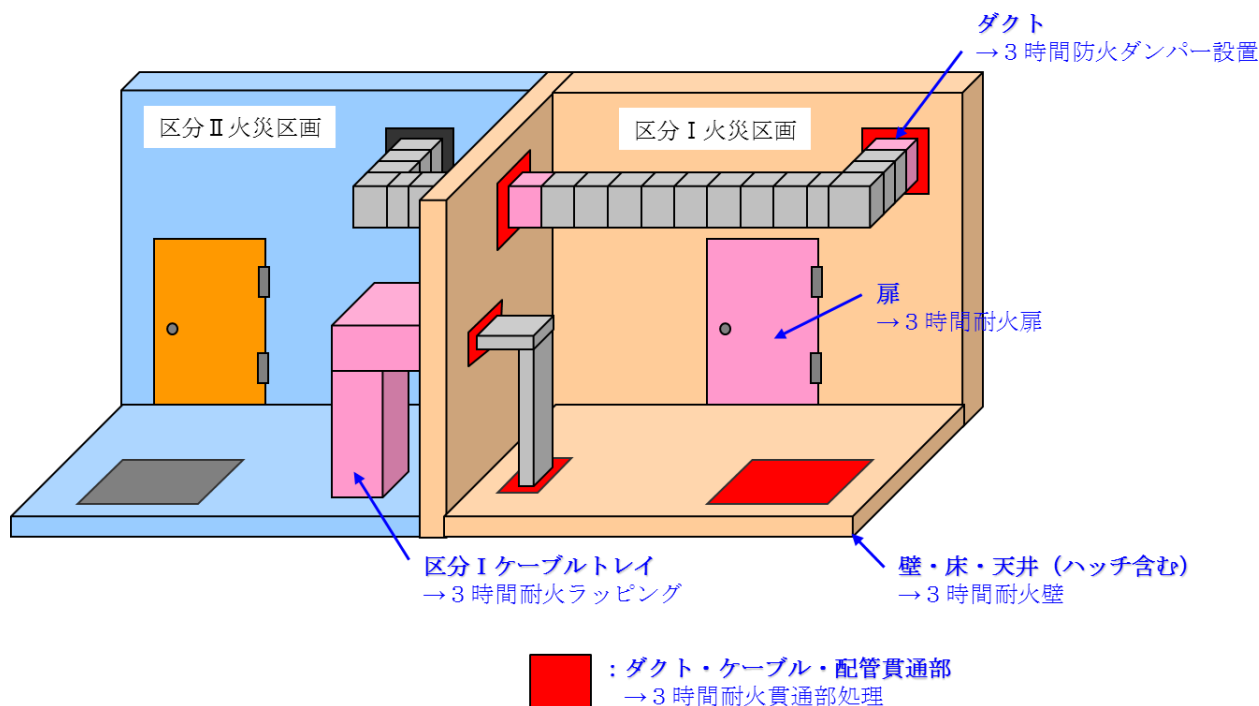 ダクト
→３時間防火ダンパー設置
区分Ⅱ火災区画
区分Ⅰ火災区画
扉
→３時間耐火扉
区分Ⅰケーブルトレイ
→３時間耐火ラッピング
壁・床・天井（ハッチ含む）
→３時間耐火壁
：ダクト・ケーブル・配管貫通部
→３時間耐火貫通部処理